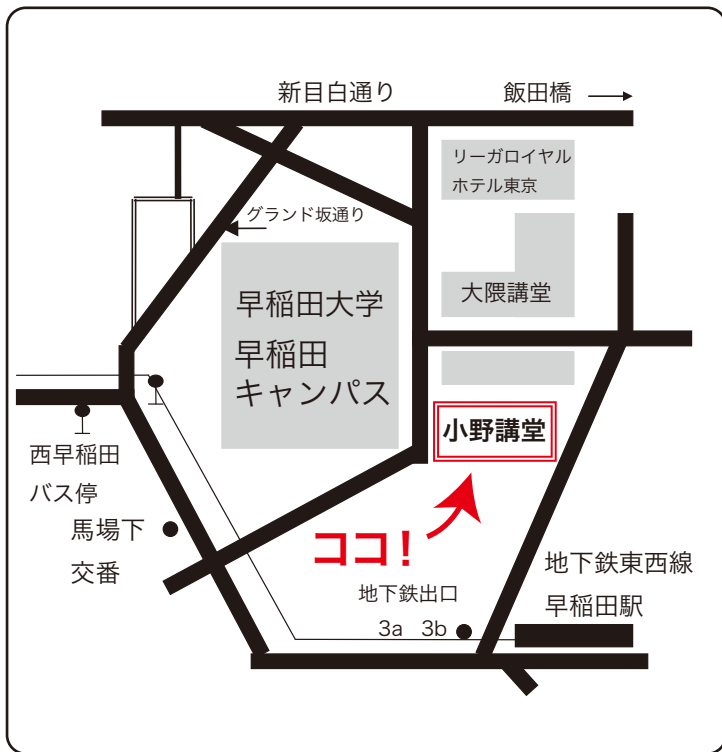 新目白通り
飯田橋
リーガロイヤル
ホテル東京
グランド坂通り
早稲田大学
早稲田
キャンパス
大隈講堂
小野講堂
西早稲田
バス停
馬場下
交番
ココ！
地下鉄出口
3a 3b
地下鉄東西線
早稲田駅